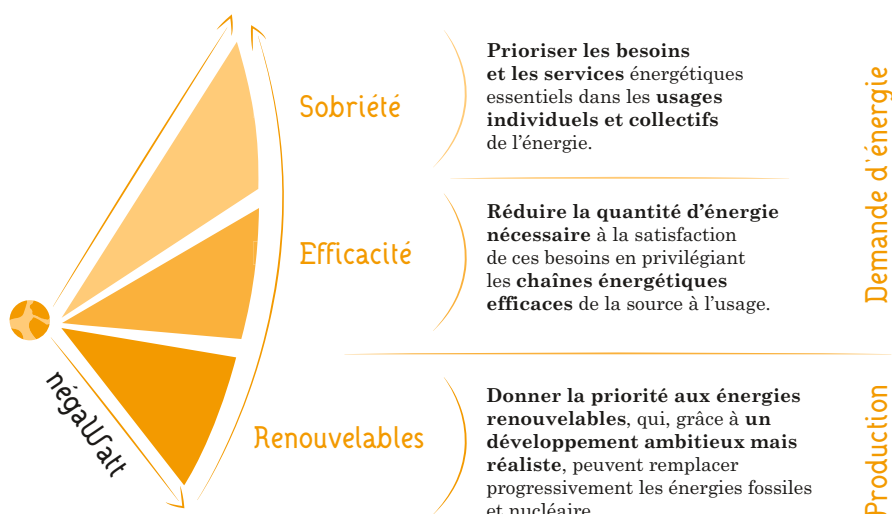 Sobriété
Prioriser les besoins
et les services énergétiques
essentiels dans les usages
individuels et collectifs
de l'énergie.
Efficacité
Réduire la quantité d'énergie
nécessaire à la satisfaction
de ces besoins en privilégiant
les chaînes énergétiques
efficaces de la source à l'usage.
Demande d'énergie
négaWatt
Renouvelables
Donner la priorité aux énergies
renouvelables, qui, grâce à un
développement ambitieux mais
réaliste, peuvent remplacer
progressivement les énergies fossiles
et nucléaire
Production